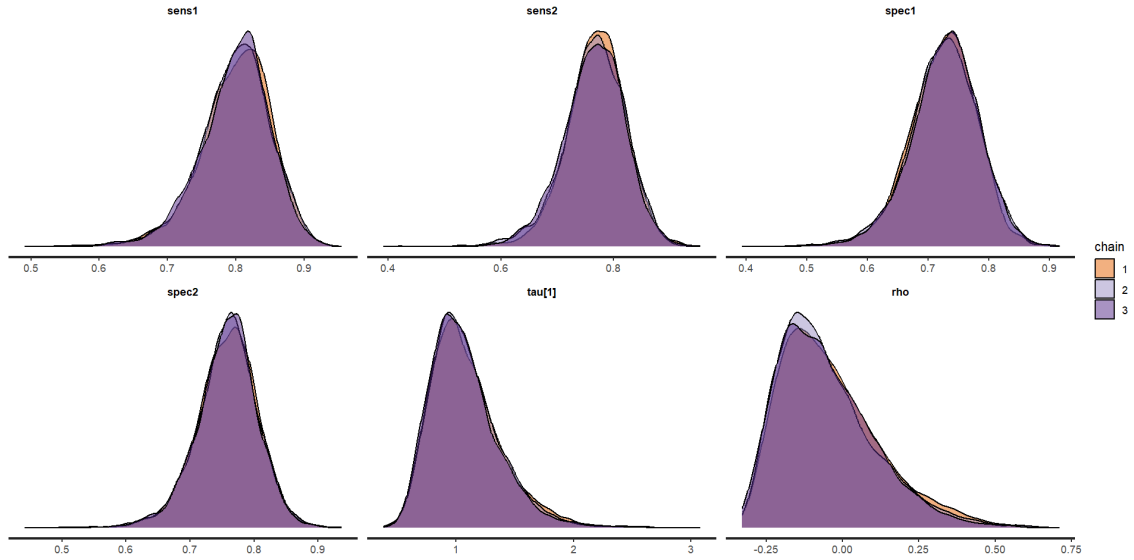 sens1 sens2 spec1
0.5 0.6 0.7 0.8 0.9 0.4 0.6 0.8 0.4 0.5 0.6 0.7 0.8 0.9
chain
1
2
3
spec2 tau[1] rho
0.5 0.6 0.7 0.8 0.9 1 2 3 -0.25 0.00 0.25 0.50 0.75